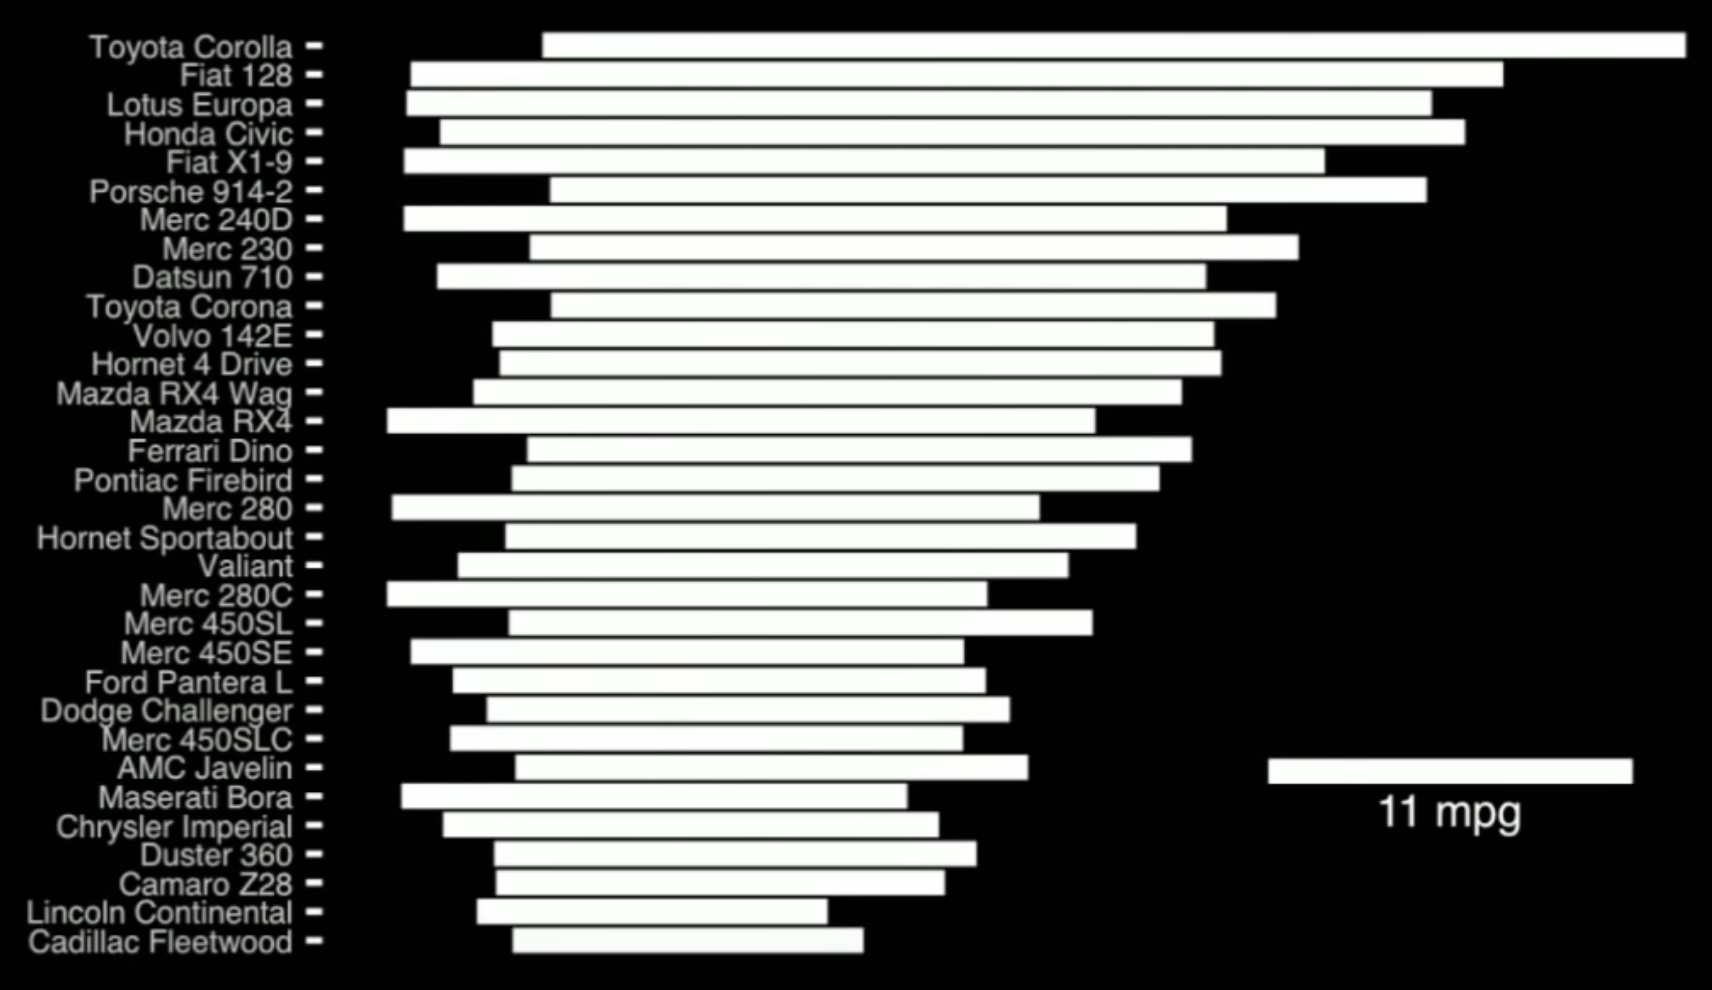 Toyota Corolla
Fiat 128
Lotus Europa
Honda Civic
Fiat X1-9
Porsche 914-2
Merc 240D
Merc 230
Datsun 710
Toyota Corona
Volvo 142E
Hornet 4 Drive
Mazda RX4 Wag
Mazda RX4
Ferrari Dino
Pontiac Firebird
Merc 280
Hornet Sportabout
Valiant
Merc 280C
Merc 450SL
Merc 450SE
Ford Pantera L
Dodge Challenger
Merc 450SLC
AMC Javelin
Maserati Bora
11 mpg
Chrysler Imperial
Duster 360
Camaro Z28
Lincoln Continental
Cadillac Fleetwood